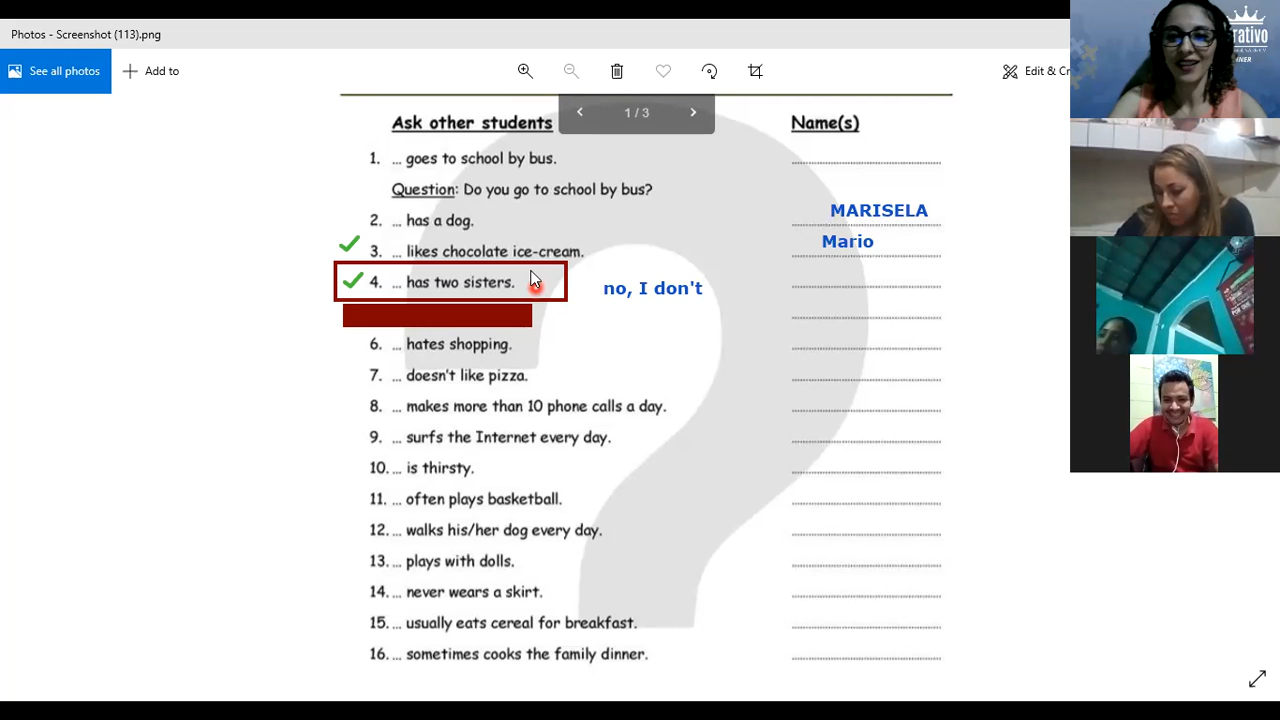 Photos - Screenshot (113).png
See all photos
Add to
Edit & Cr
rativo
NNER
1 / 3
Ask other students
Name(s)
1. ... goes to school by bus.
Question: Do you go to school by bus?
MARISELA
2. ... has a dog.
Mario
3. ... likes chocolate ice-cream.
4. ... has two sisters.
no, I don't
6. ... hates shopping.
7. ... doesn't like pizza.
8. ... makes more than 10 phone calls a day.
9. ... surfs the Internet every day.
10. ... is thirsty.
11. ... often plays basketball.
12. ... walks his/her dog every day.
13. ... plays with dolls.
14. ... never wears a skirt.
15. ... usually eats cereal for breakfast.
16. ... sometimes cooks the family dinner.